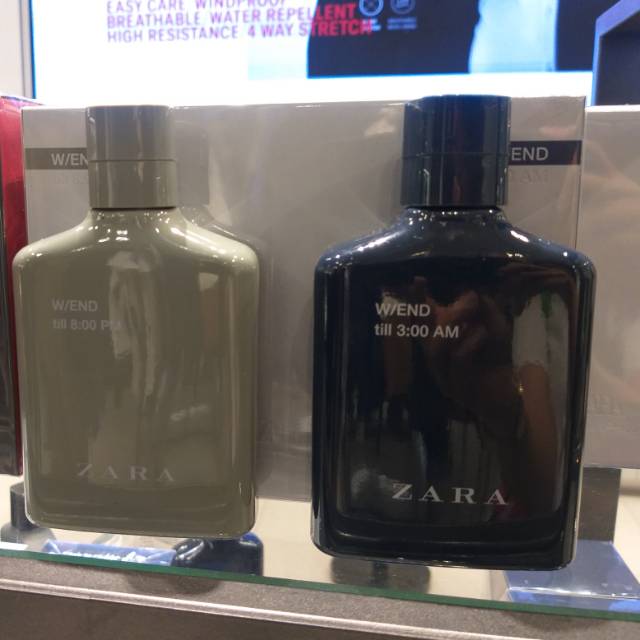 EASY CARE WINDPROOF
BREATHABLE WATER REPELLENT
HIGH RESISTANCE 4 WAY STRETCH
W/EN
END
W/END
till 8:00 PM
ZARA
W/END
till 3:00 AM
ZARA